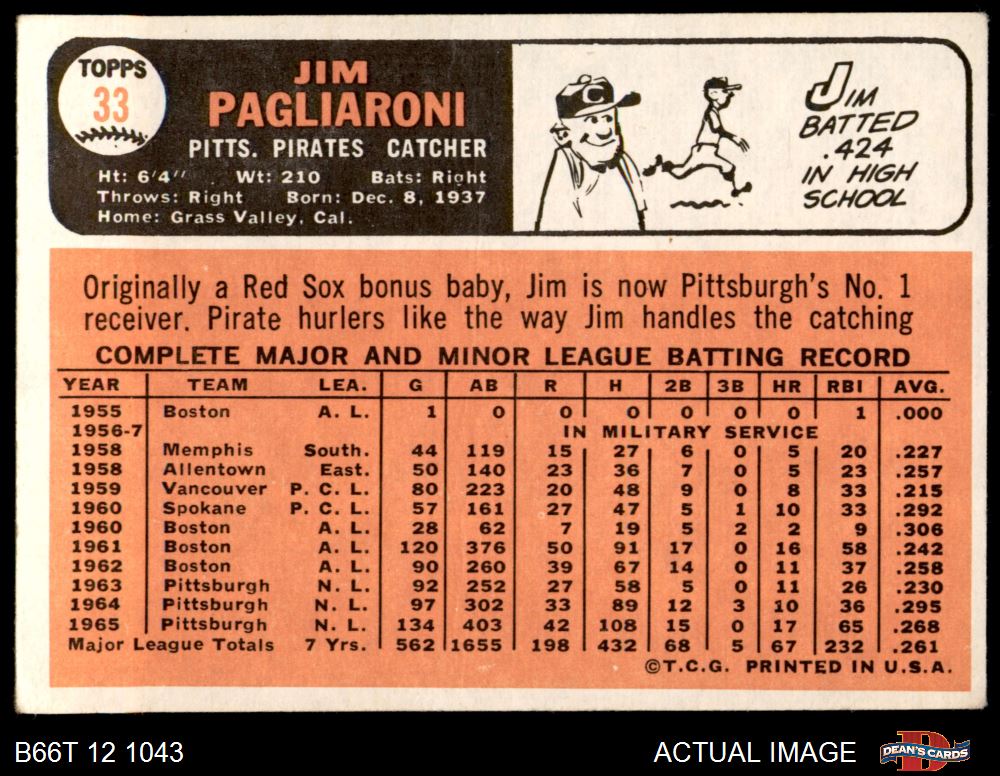 TOPPS
33
JIM
PAGLIARONI
PITTS. PIRATES CATCHER
Ht: 6'4" Wt: 210 Bats: Right
Throws: Right Born: Dec. 8, 1937
Home: Grass Valley, Cal.
C
JIM
BATTED
.424
IN HIGH
SCHOOL
Originally a Red Sox bonus baby, Jim is now Pittsburgh's No. 1
receiver. Pirate hurlers like the way Jim handles the catching
COMPLETE MAJOR AND MINOR LEAGUE BATTING RECORD
YEAR TEAM LEA. G AB R H 2B 3B HR RBI AVG.
1955 Boston A. L. 1 0 0 0 0 0 0 1 .000
1956-7 IN MILITARY SERVICE
1958 Memphis South. 44 119 15 27 6 0 5 20 .227
1958 Allentown East. 50 140 23 36 7 0 5 23 .257
1959 Vancouver P. C. L. 80 223 20 48 9 0 8 33 .215
1960 Spokane P. C. L. 57 161 27 47 5 1 10 33 .292
1960 Boston A. L. 28 62 7 19 5 2 2 9 .306
1961 Boston A. L. 120 376 50 91 17 0 16 58 .242
1962 Boston A. L. 90 260 39 67 14 0 11 37 .258
1963 Pittsburgh N. L. 92 252 27 58 5 0 11 26 .230
1964 Pittsburgh N. L. 97 302 33 89 12 3 10 36 .295
1965 Pittsburgh N. L. 134 403 42 108 15 0 17 65 .268
Major League Totals 7 Yrs. 562 1655 198 432 68 5 67 232 .261
©T.C.G. PRINTED IN U.S.A.
B66T 12 1043
ACTUAL IMAGE
DEAN'S CARDS